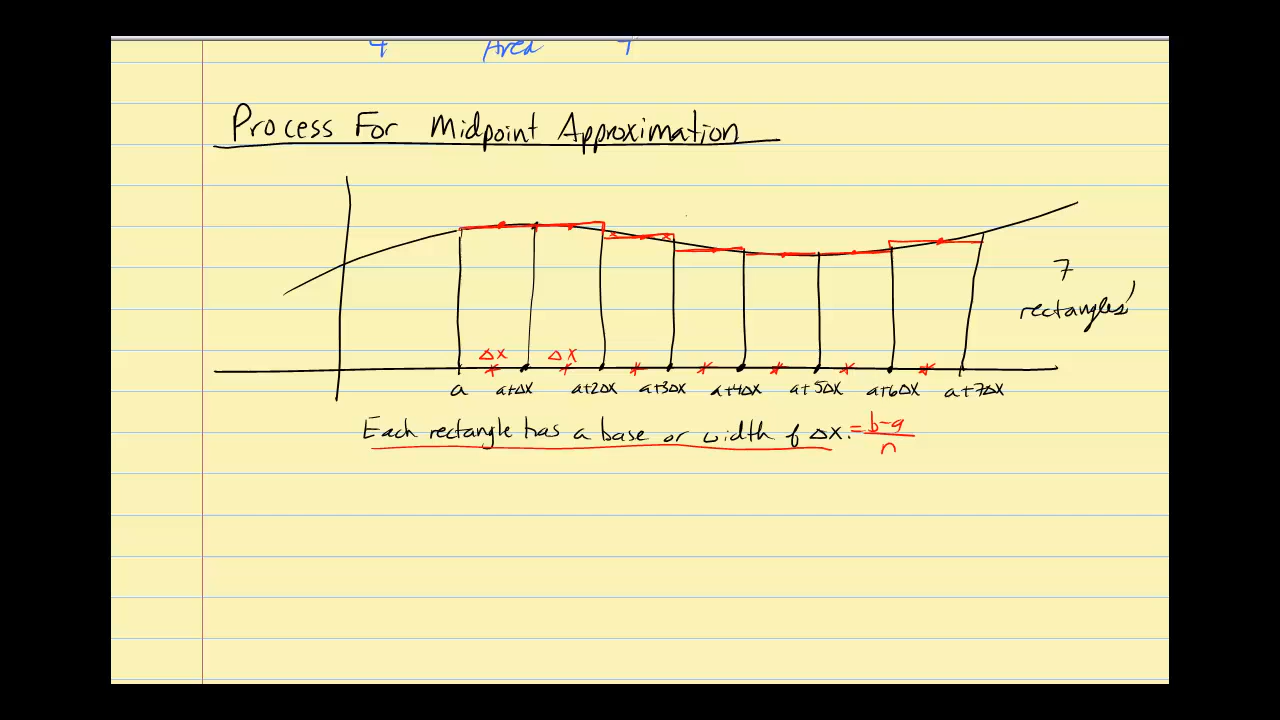 Area
Process For Midpoint Approximation
7
rectangles
Δx Δx
a a+Δx a+2Δx a+3Δx a+4Δx a+5Δx a+6Δx a+7Δx
Each rectangle has a base or width of Δx. = b-a
n